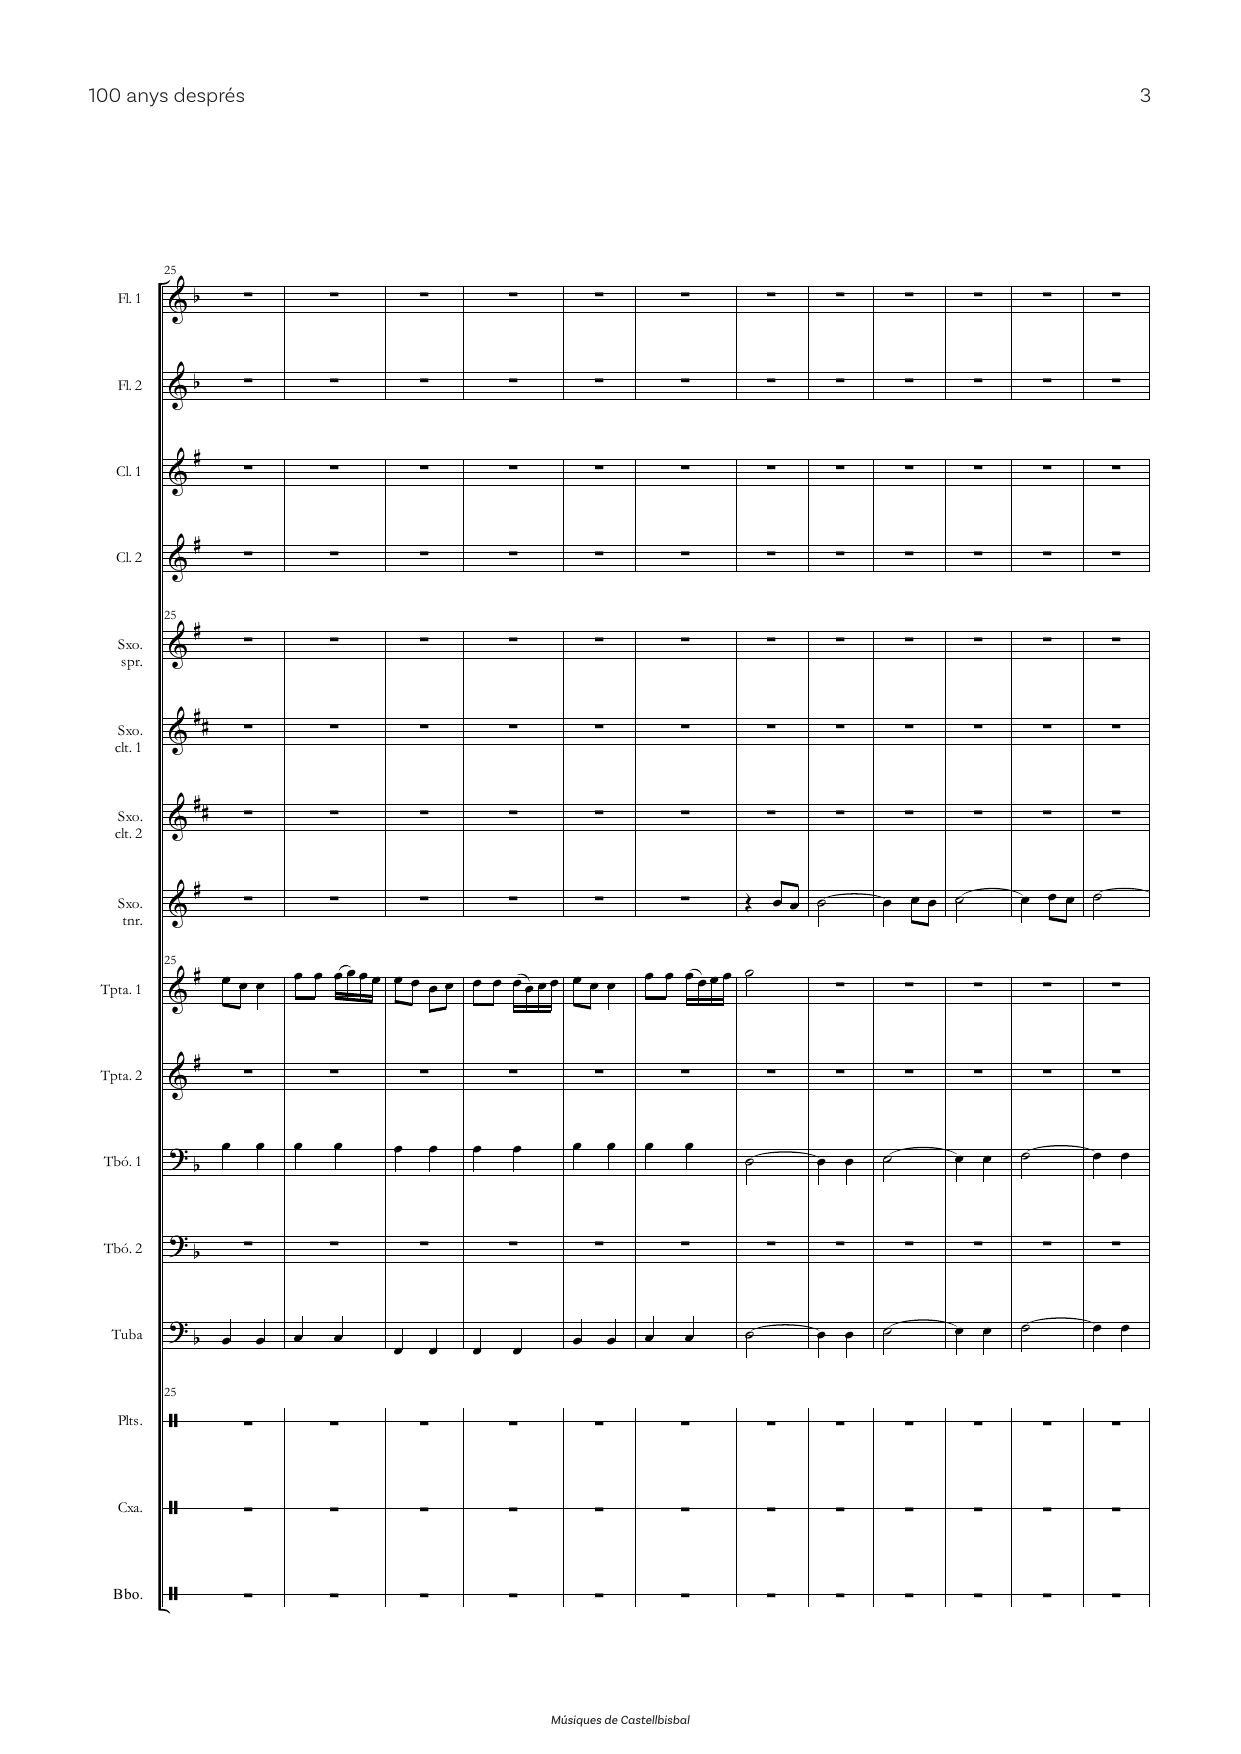 100 anys després
3
25
Fl. 1
Fl. 2
Cl. 1
Cl. 2
25
Sxo.
spr.
Sxo.
clt. 1
Sxo.
clt. 2
Sxo.
tnr.
25
Tpta. 1
Tpta. 2
Tbó. 1
Tbó. 2
Tuba
25
Plts.
Cxa.
Bbo.
Músiques de Castellbisbal